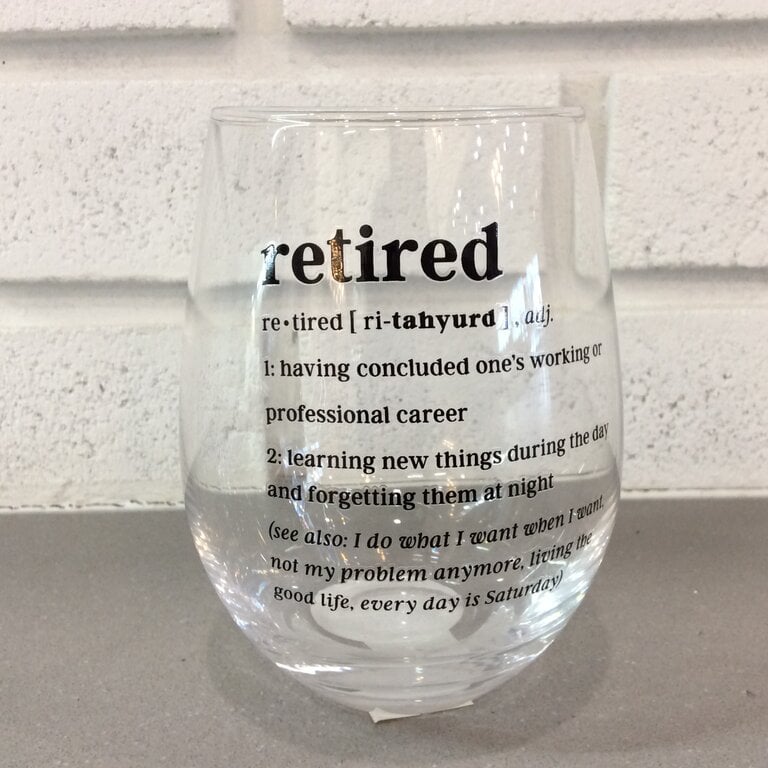 retired
re•tired [ ri-tahyurd ] , adj.
1: having concluded one's working or
professional career
2: learning new things during the day
and forgetting them at night
(see also: I do what I want when I want,
not my problem anymore, living the
good life, every day is Saturday)